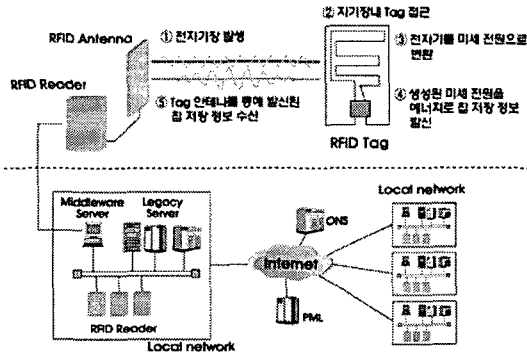 RFID Antenna
① 전자기장 발생
② 자기장내 Tag 접근
③ 전자기를 미세 전원으로
변환
RFID Reader
⑤ Tag 안테나를 통해 발신된
칩 저장 정보 수신
④ 생성된 미세 전원을
에너지로 칩 저장 정보
발신
RFID Tag
Middleware
Server
Legacy
Server
RFID Reader
Local network
ONS
Internet
PML
Local network